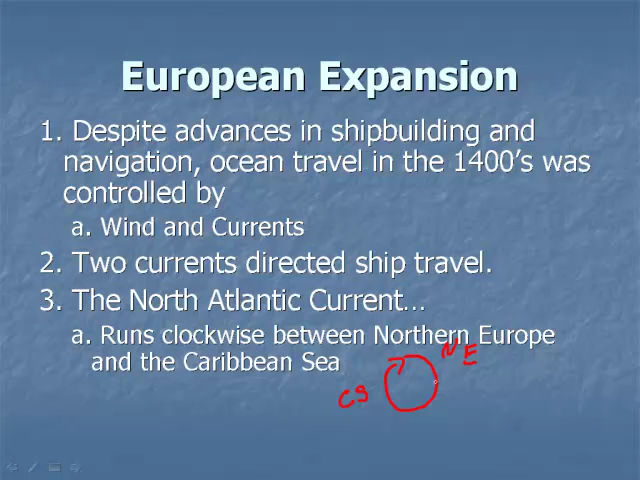 European Expansion
1. Despite advances in shipbuilding and
navigation, ocean travel in the 1400's was
controlled by
a. Wind and Currents
2. Two currents directed ship travel.
3. The North Atlantic Current…
a. Runs clockwise between Northern Europe
and the Caribbean Sea
NE
CS